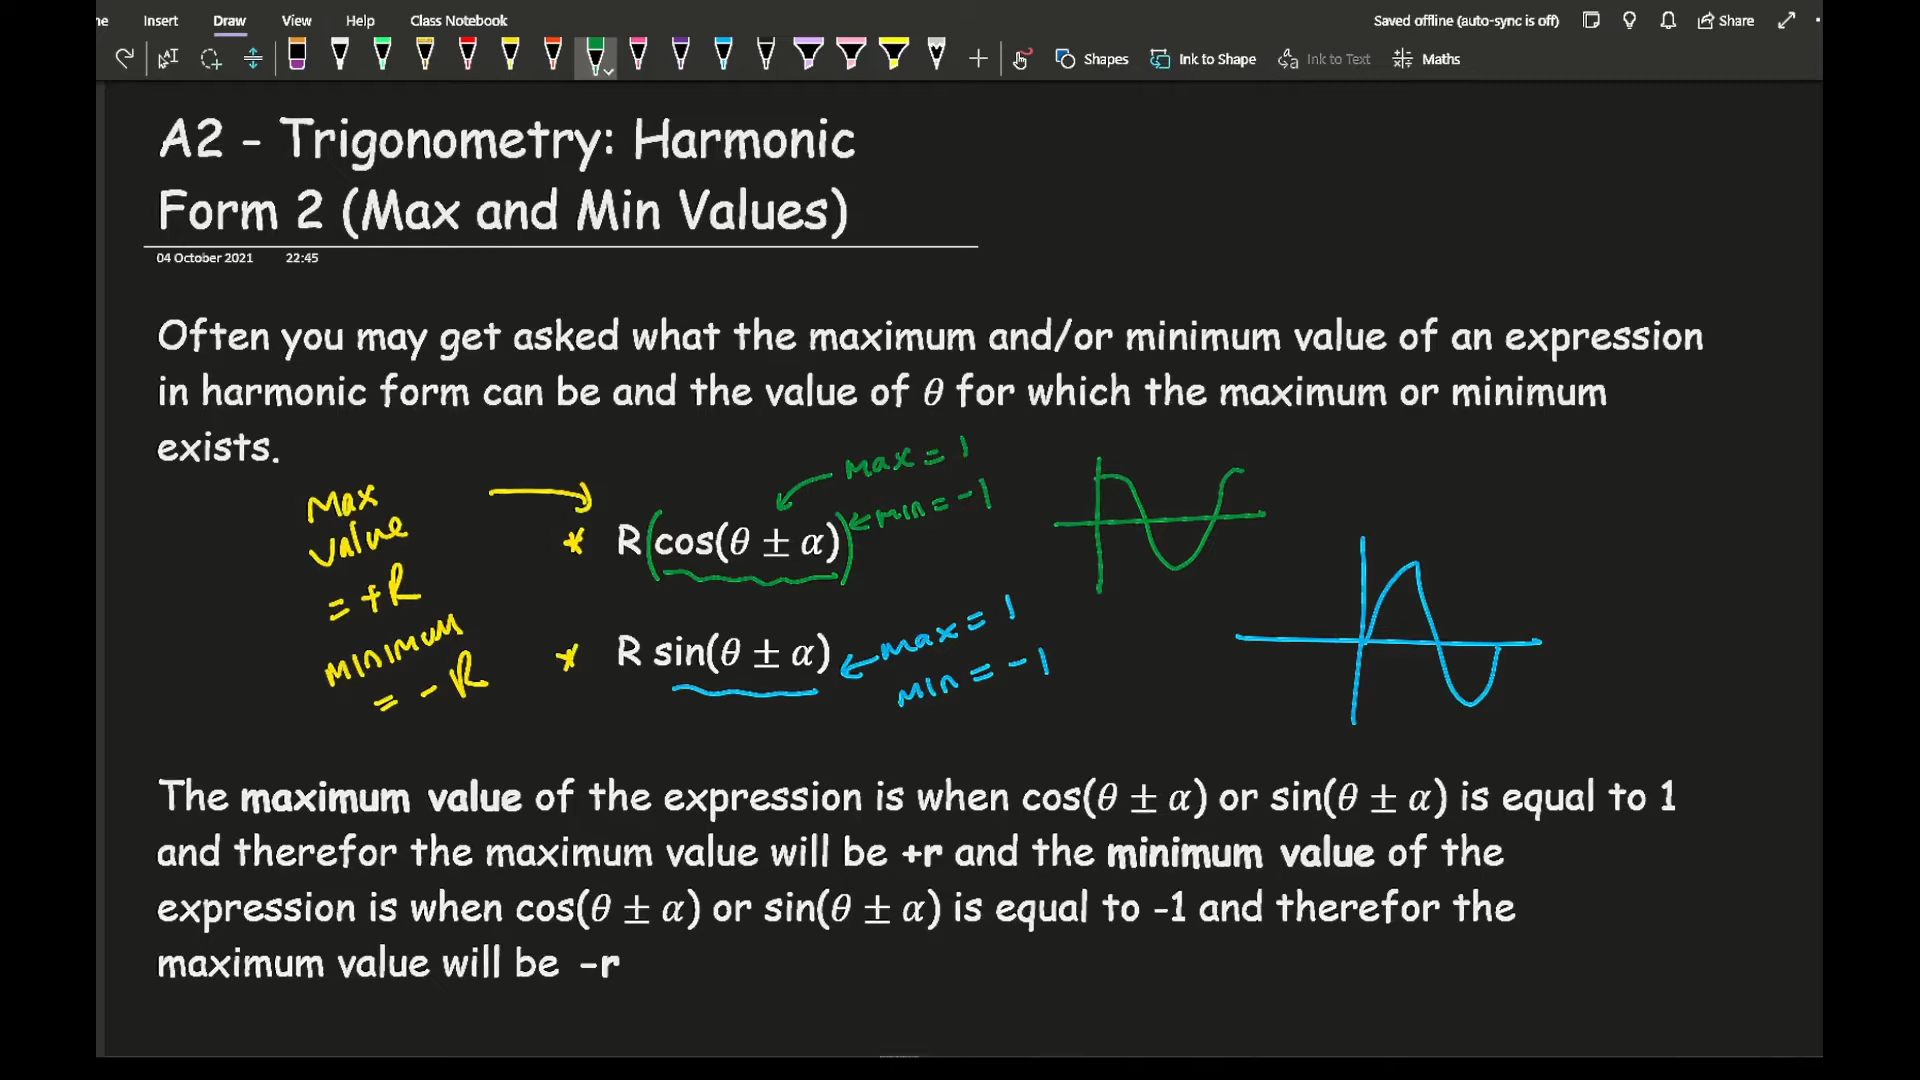 me Insert Draw View Help Class Notebook Saved offline (auto-sync is off) Share
Shapes Ink to Shape Ink to Text Maths
A2 - Trigonometry: Harmonic
Form 2 (Max and Min Values)
04 October 2021 22:45
Often you may get asked what the maximum and/or minimum value of an expression
in harmonic form can be and the value of θ for which the maximum or minimum
exists.
Max
value
= +R
minimum
= - R
max = 1
min = -1
* R (cos(θ ± α))
* R sin(θ ± α)
max = 1
min = -1
The maximum value of the expression is when cos(θ ± α) or sin(θ ± α) is equal to 1
and therefor the maximum value will be +r and the minimum value of the
expression is when cos(θ ± α) or sin(θ ± α) is equal to -1 and therefor the
maximum value will be -r